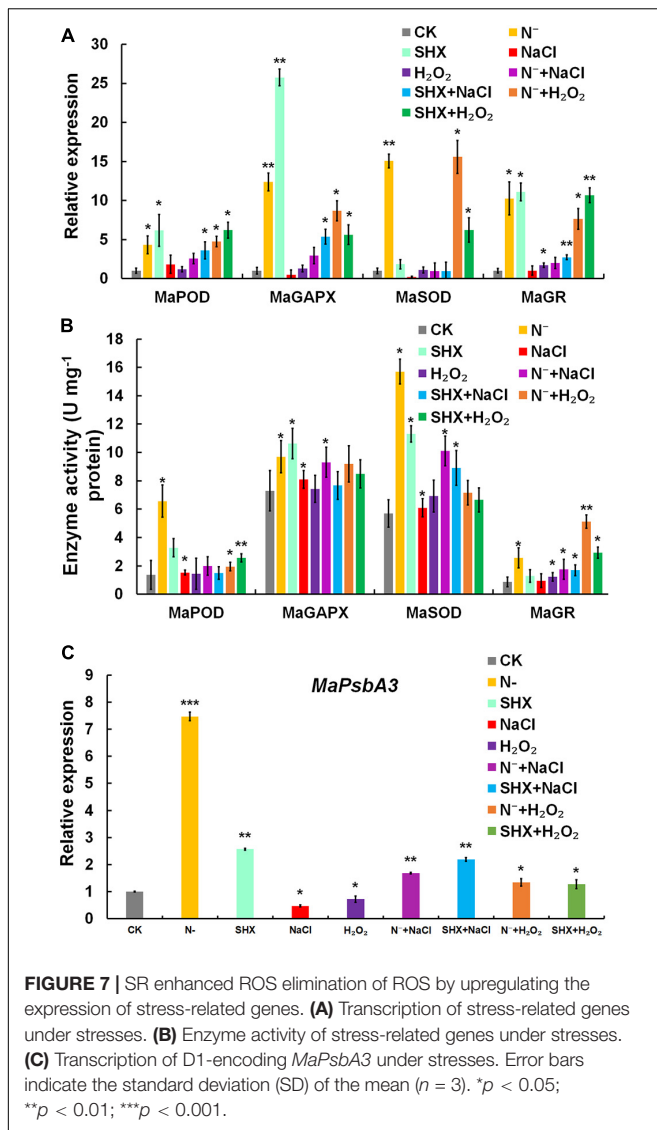 A
CK
N⁻
SHX
NaCl
H₂O₂
N⁻+NaCl
SHX+NaCl
N⁻+H₂O₂
SHX+H₂O₂
Relative expression
30
25
20
15
10
5
0
* * * * *
** ** * * *
** * *
* * * ** * **
MaPOD MaGAPX MaSOD MaGR
B
CK
N⁻
SHX
NaCl
H₂O₂
N⁻+NaCl
SHX+NaCl
N⁻+H₂O₂
SHX+H₂O₂
Enzyme activity (U mg⁻¹
protein)
18
16
14
12
10
8
6
4
2
0
* * * **
* * * *
* * * * *
* * * * ** *
MaPOD MaGAPX MaSOD MaGR
C
MaPsbA3
CK
N-
SHX
NaCl
H₂O₂
N⁻+NaCl
SHX+NaCl
N⁻+H₂O₂
SHX+H₂O₂
Relative expression
9
8
7
6
5
4
3
2
1
0
*** ** * * ** ** * *
CK N- SHX NaCl H₂O₂ N⁻+NaCl SHX+NaCl N⁻+H₂O₂ SHX+H₂O₂
FIGURE 7 | SR enhanced ROS elimination of ROS by upregulating the
expression of stress-related genes. (A) Transcription of stress-related genes
under stresses. (B) Enzyme activity of stress-related genes under stresses.
(C) Transcription of D1-encoding MaPsbA3 under stresses. Error bars
indicate the standard deviation (SD) of the mean (n = 3). *p < 0.05;
**p < 0.01; ***p < 0.001.